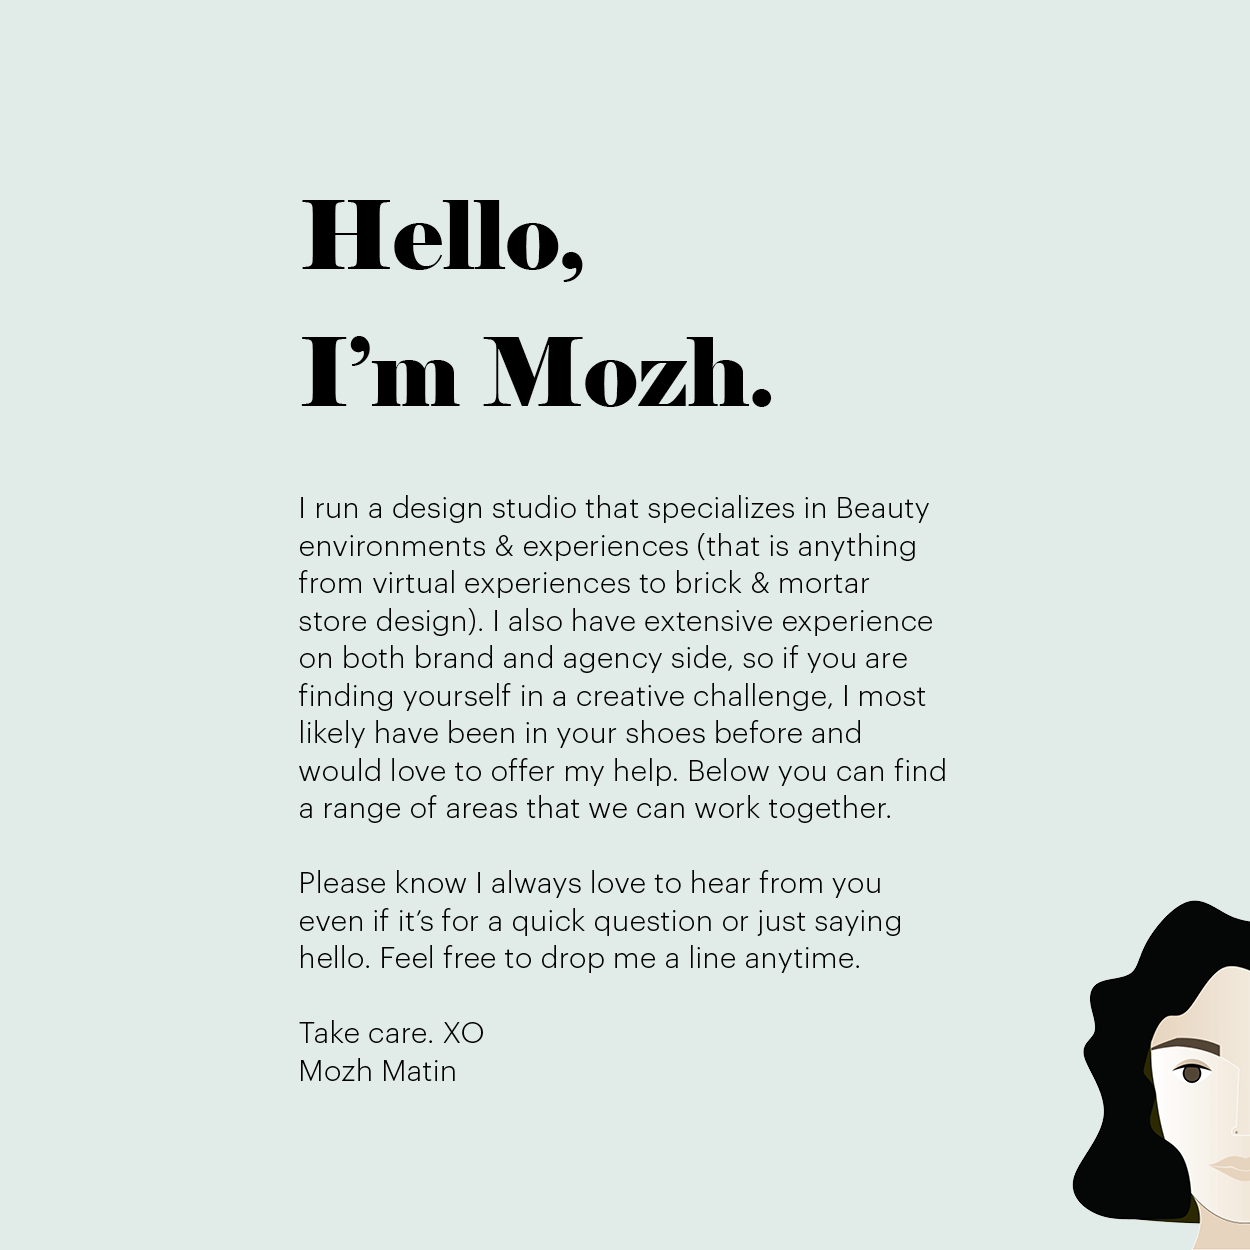 Hello,
I’m Mozh.
I run a design studio that specializes in Beauty
environments & experiences (that is anything
from virtual experiences to brick & mortar
store design). I also have extensive experience
on both brand and agency side, so if you are
finding yourself in a creative challenge, I most
likely have been in your shoes before and
would love to offer my help. Below you can find
a range of areas that we can work together.
Please know I always love to hear from you
even if it’s for a quick question or just saying
hello. Feel free to drop me a line anytime.
Take care. XO
Mozh Matin